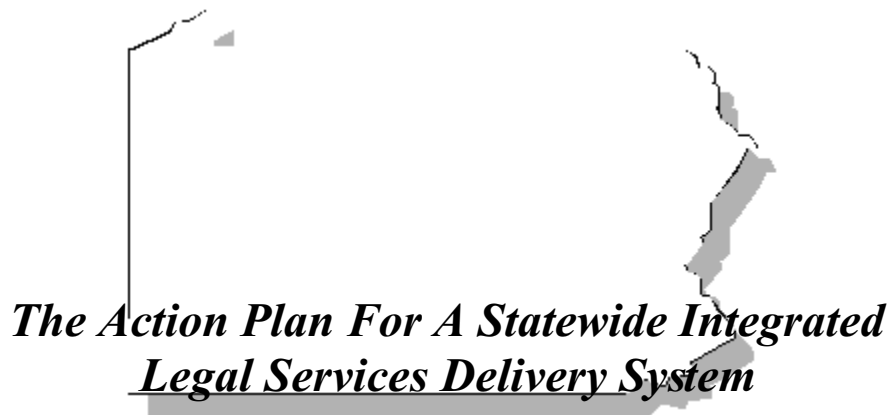 The Action Plan For A Statewide Integrated
Legal Services Delivery System